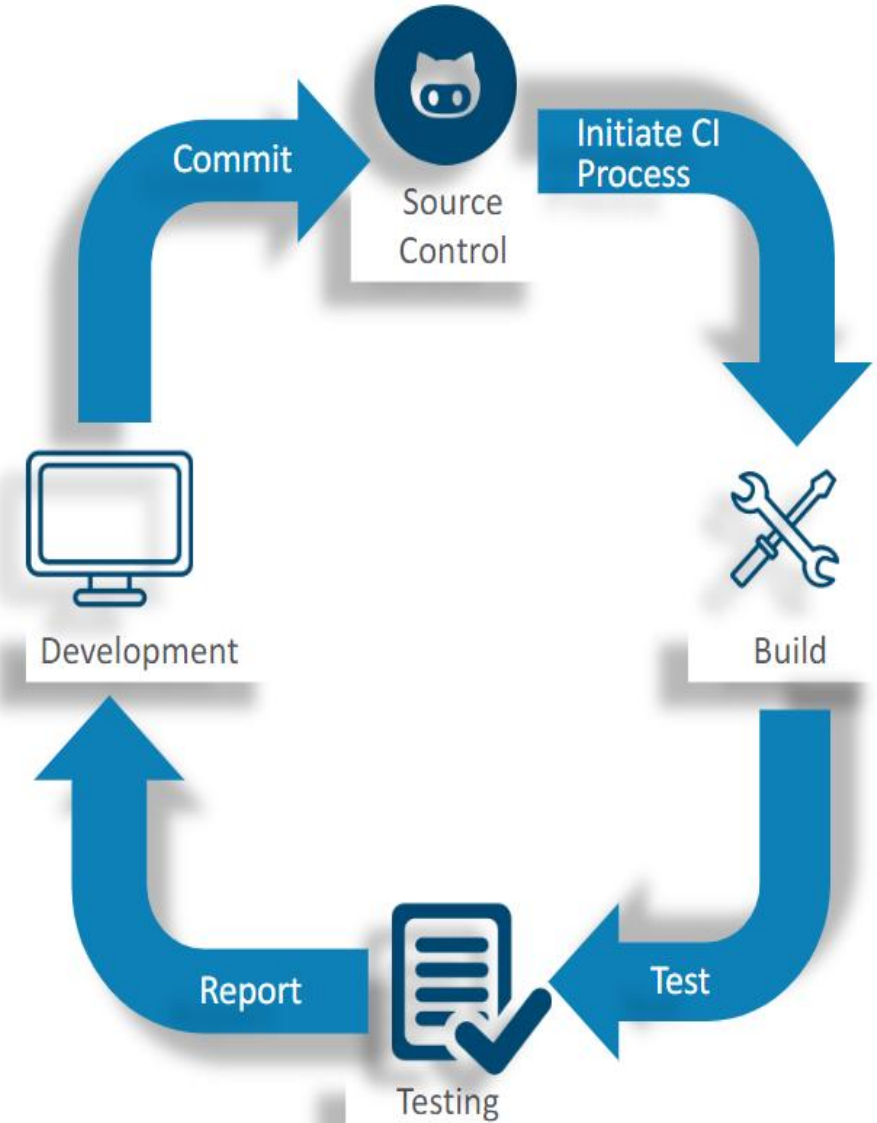 Commit
Initiate CI
Process
Source
Control
Development
Build
Report
Test
Testing